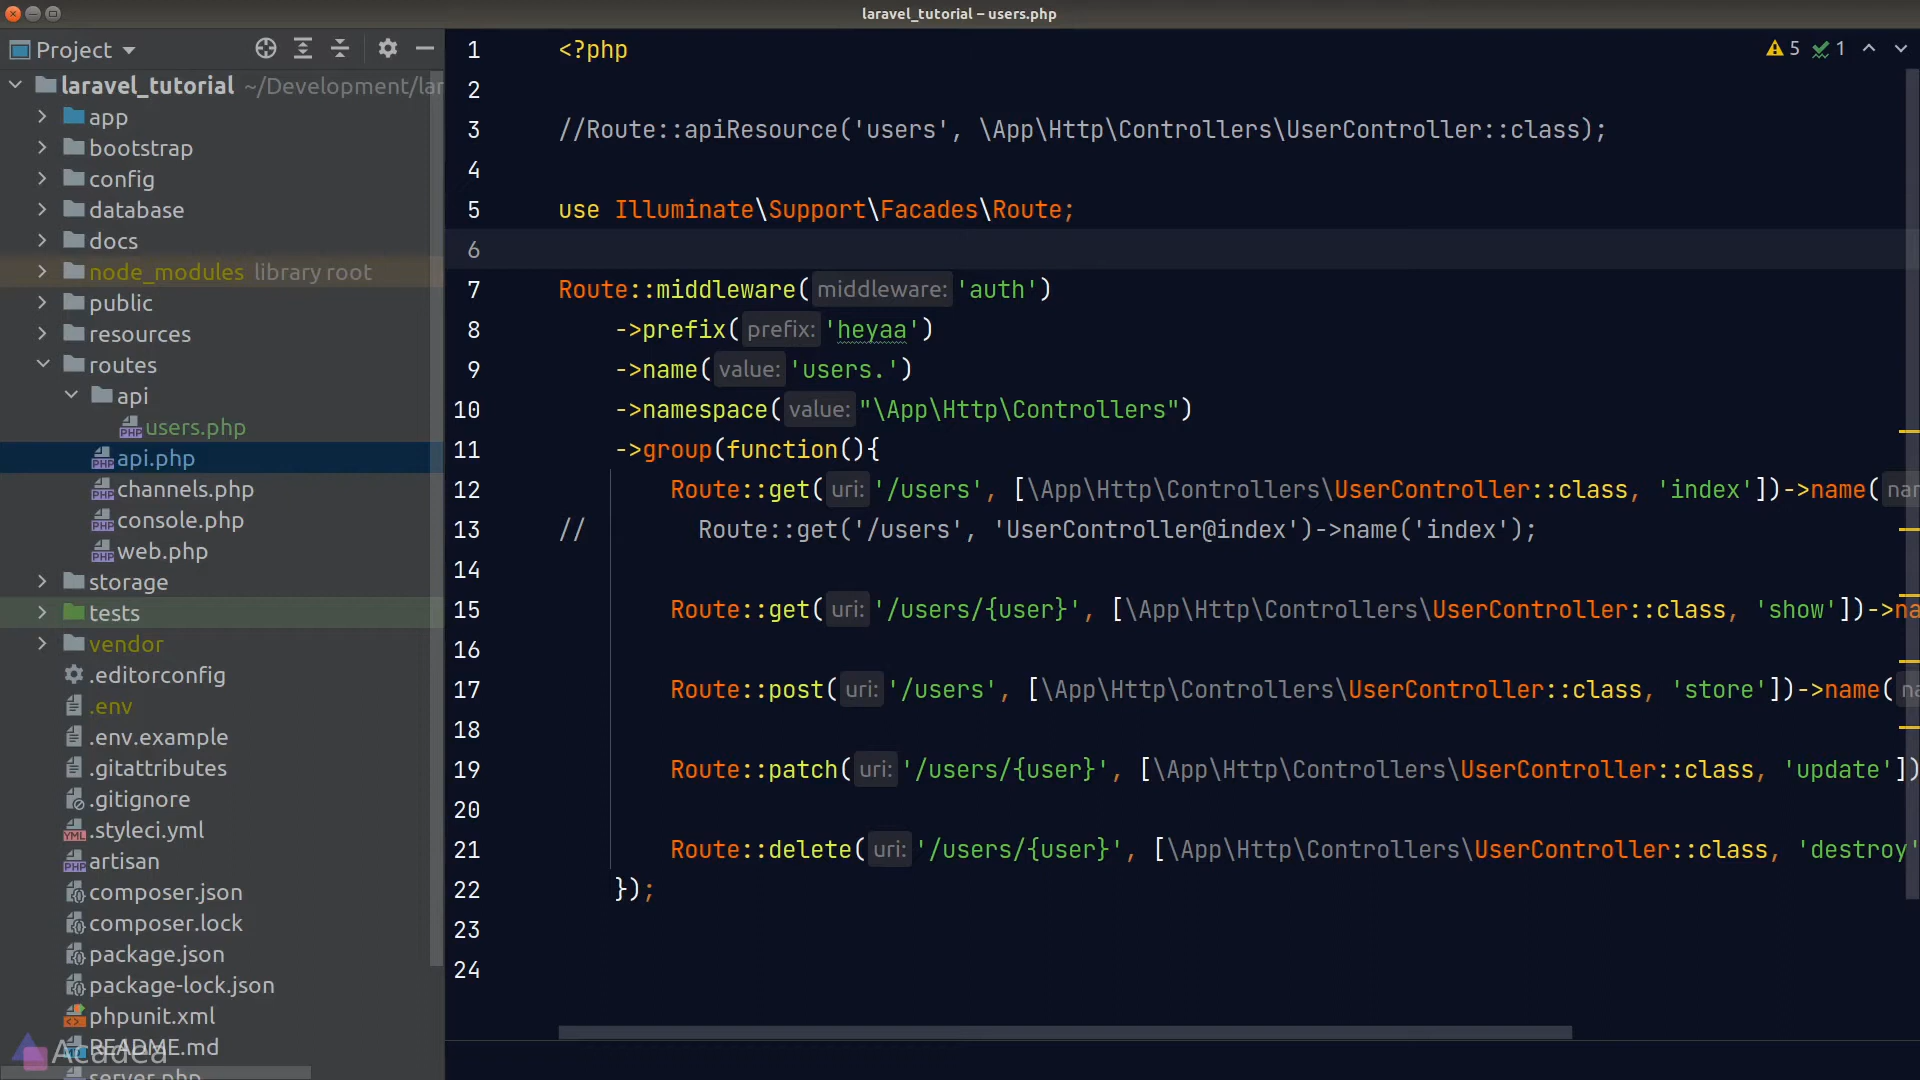 laravel_tutorial – users.php
Project
laravel_tutorial ~/Development/lar
app
bootstrap
config
database
docs
node_modules library root
public
resources
routes
api
users.php
api.php
channels.php
console.php
web.php
storage
tests
vendor
.editorconfig
.env
.env.example
.gitattributes
.gitignore
.styleci.yml
artisan
composer.json
composer.lock
package.json
package-lock.json
phpunit.xml
README.md
server.php
Acadea
5 1
1 <?php
2
3 //Route::apiResource('users', \App\Http\Controllers\UserController::class);
4
5 use Illuminate\Support\Facades\Route;
6
7 Route::middleware( middleware: 'auth')
8 ->prefix( prefix: 'heyaa')
9 ->name( value: 'users.')
10 ->namespace( value: "\App\Http\Controllers")
11 ->group(function(){
12 Route::get( uri: '/users', [\App\Http\Controllers\UserController::class, 'index'])->name( na
13 // Route::get('/users', 'UserController@index')->name('index');
14
15 Route::get( uri: '/users/{user}', [\App\Http\Controllers\UserController::class, 'show'])->na
16
17 Route::post( uri: '/users', [\App\Http\Controllers\UserController::class, 'store'])->name( n
18
19 Route::patch( uri: '/users/{user}', [\App\Http\Controllers\UserController::class, 'update'])
20
21 Route::delete( uri: '/users/{user}', [\App\Http\Controllers\UserController::class, 'destroy'
22 });
23
24